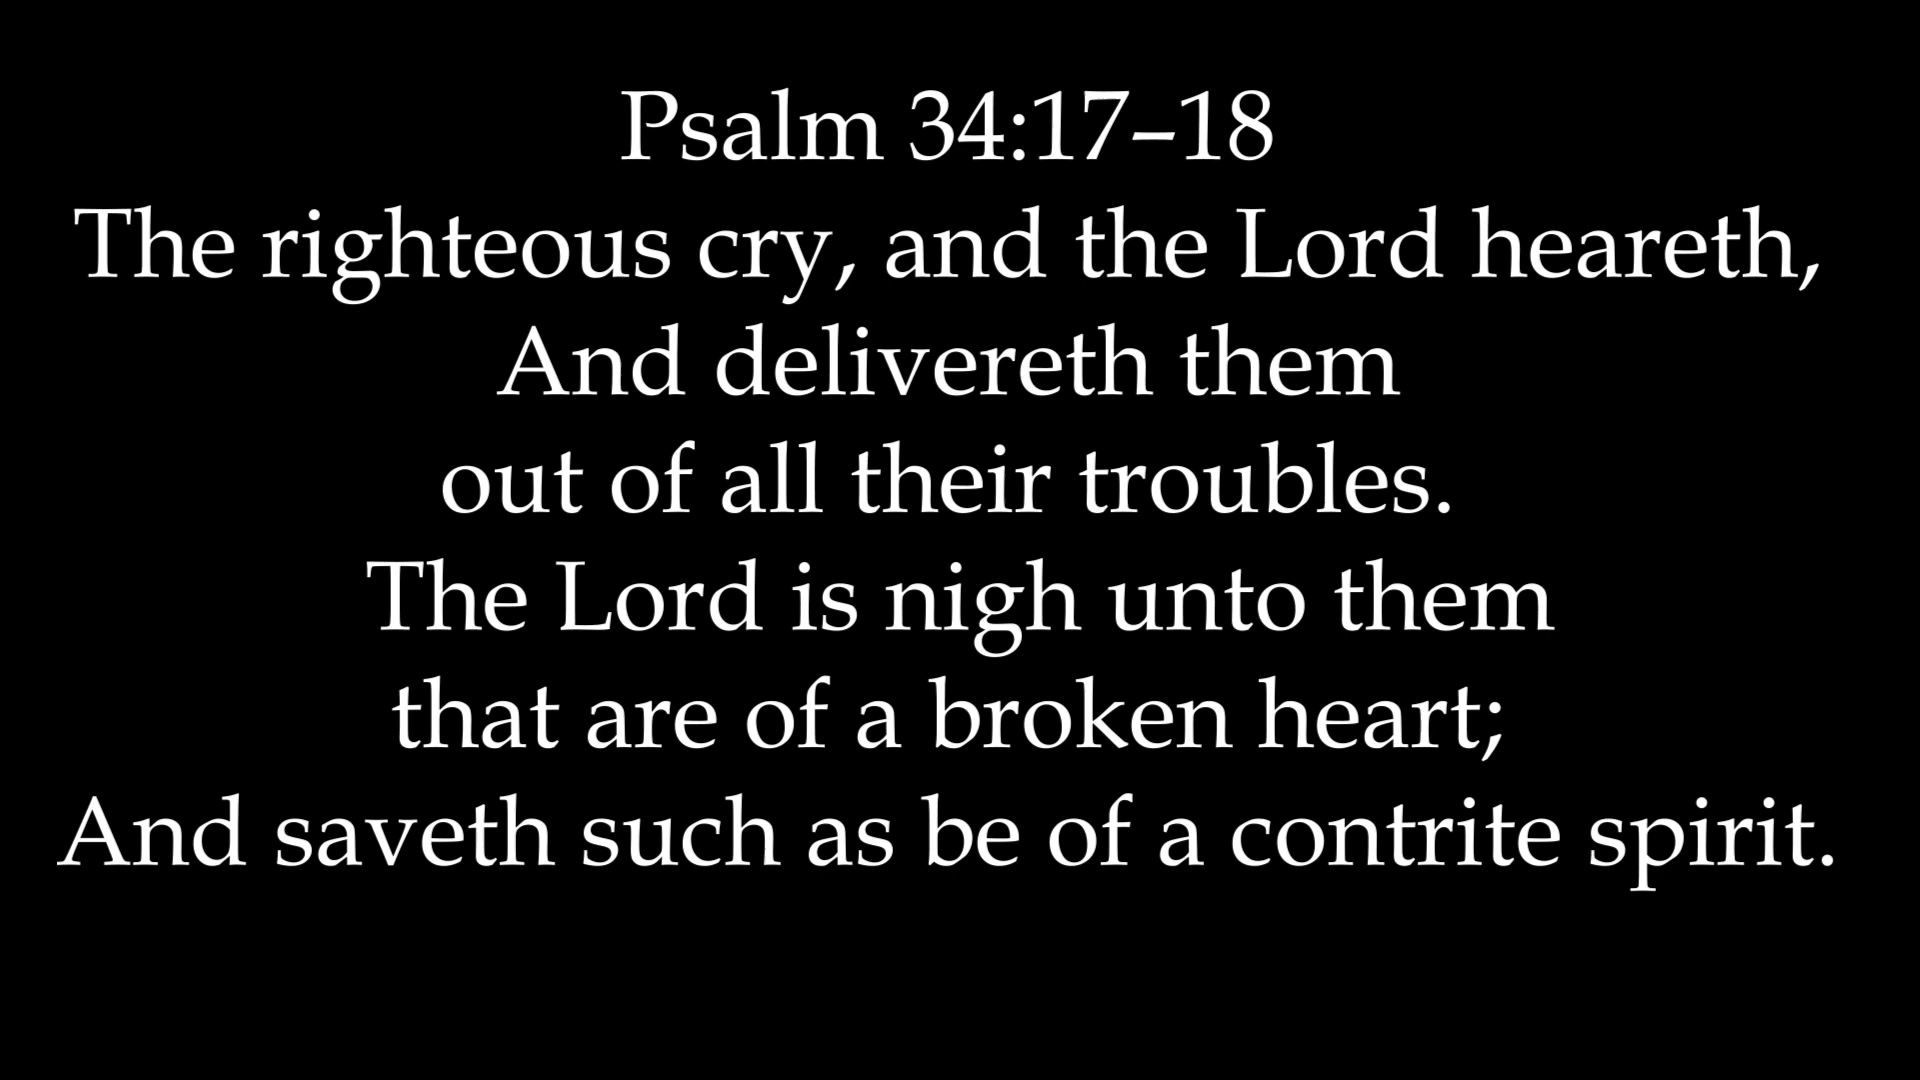 Psalm 34:17–18
The righteous cry, and the Lord heareth,
And delivereth them
out of all their troubles.
The Lord is nigh unto them
that are of a broken heart;
And saveth such as be of a contrite spirit.